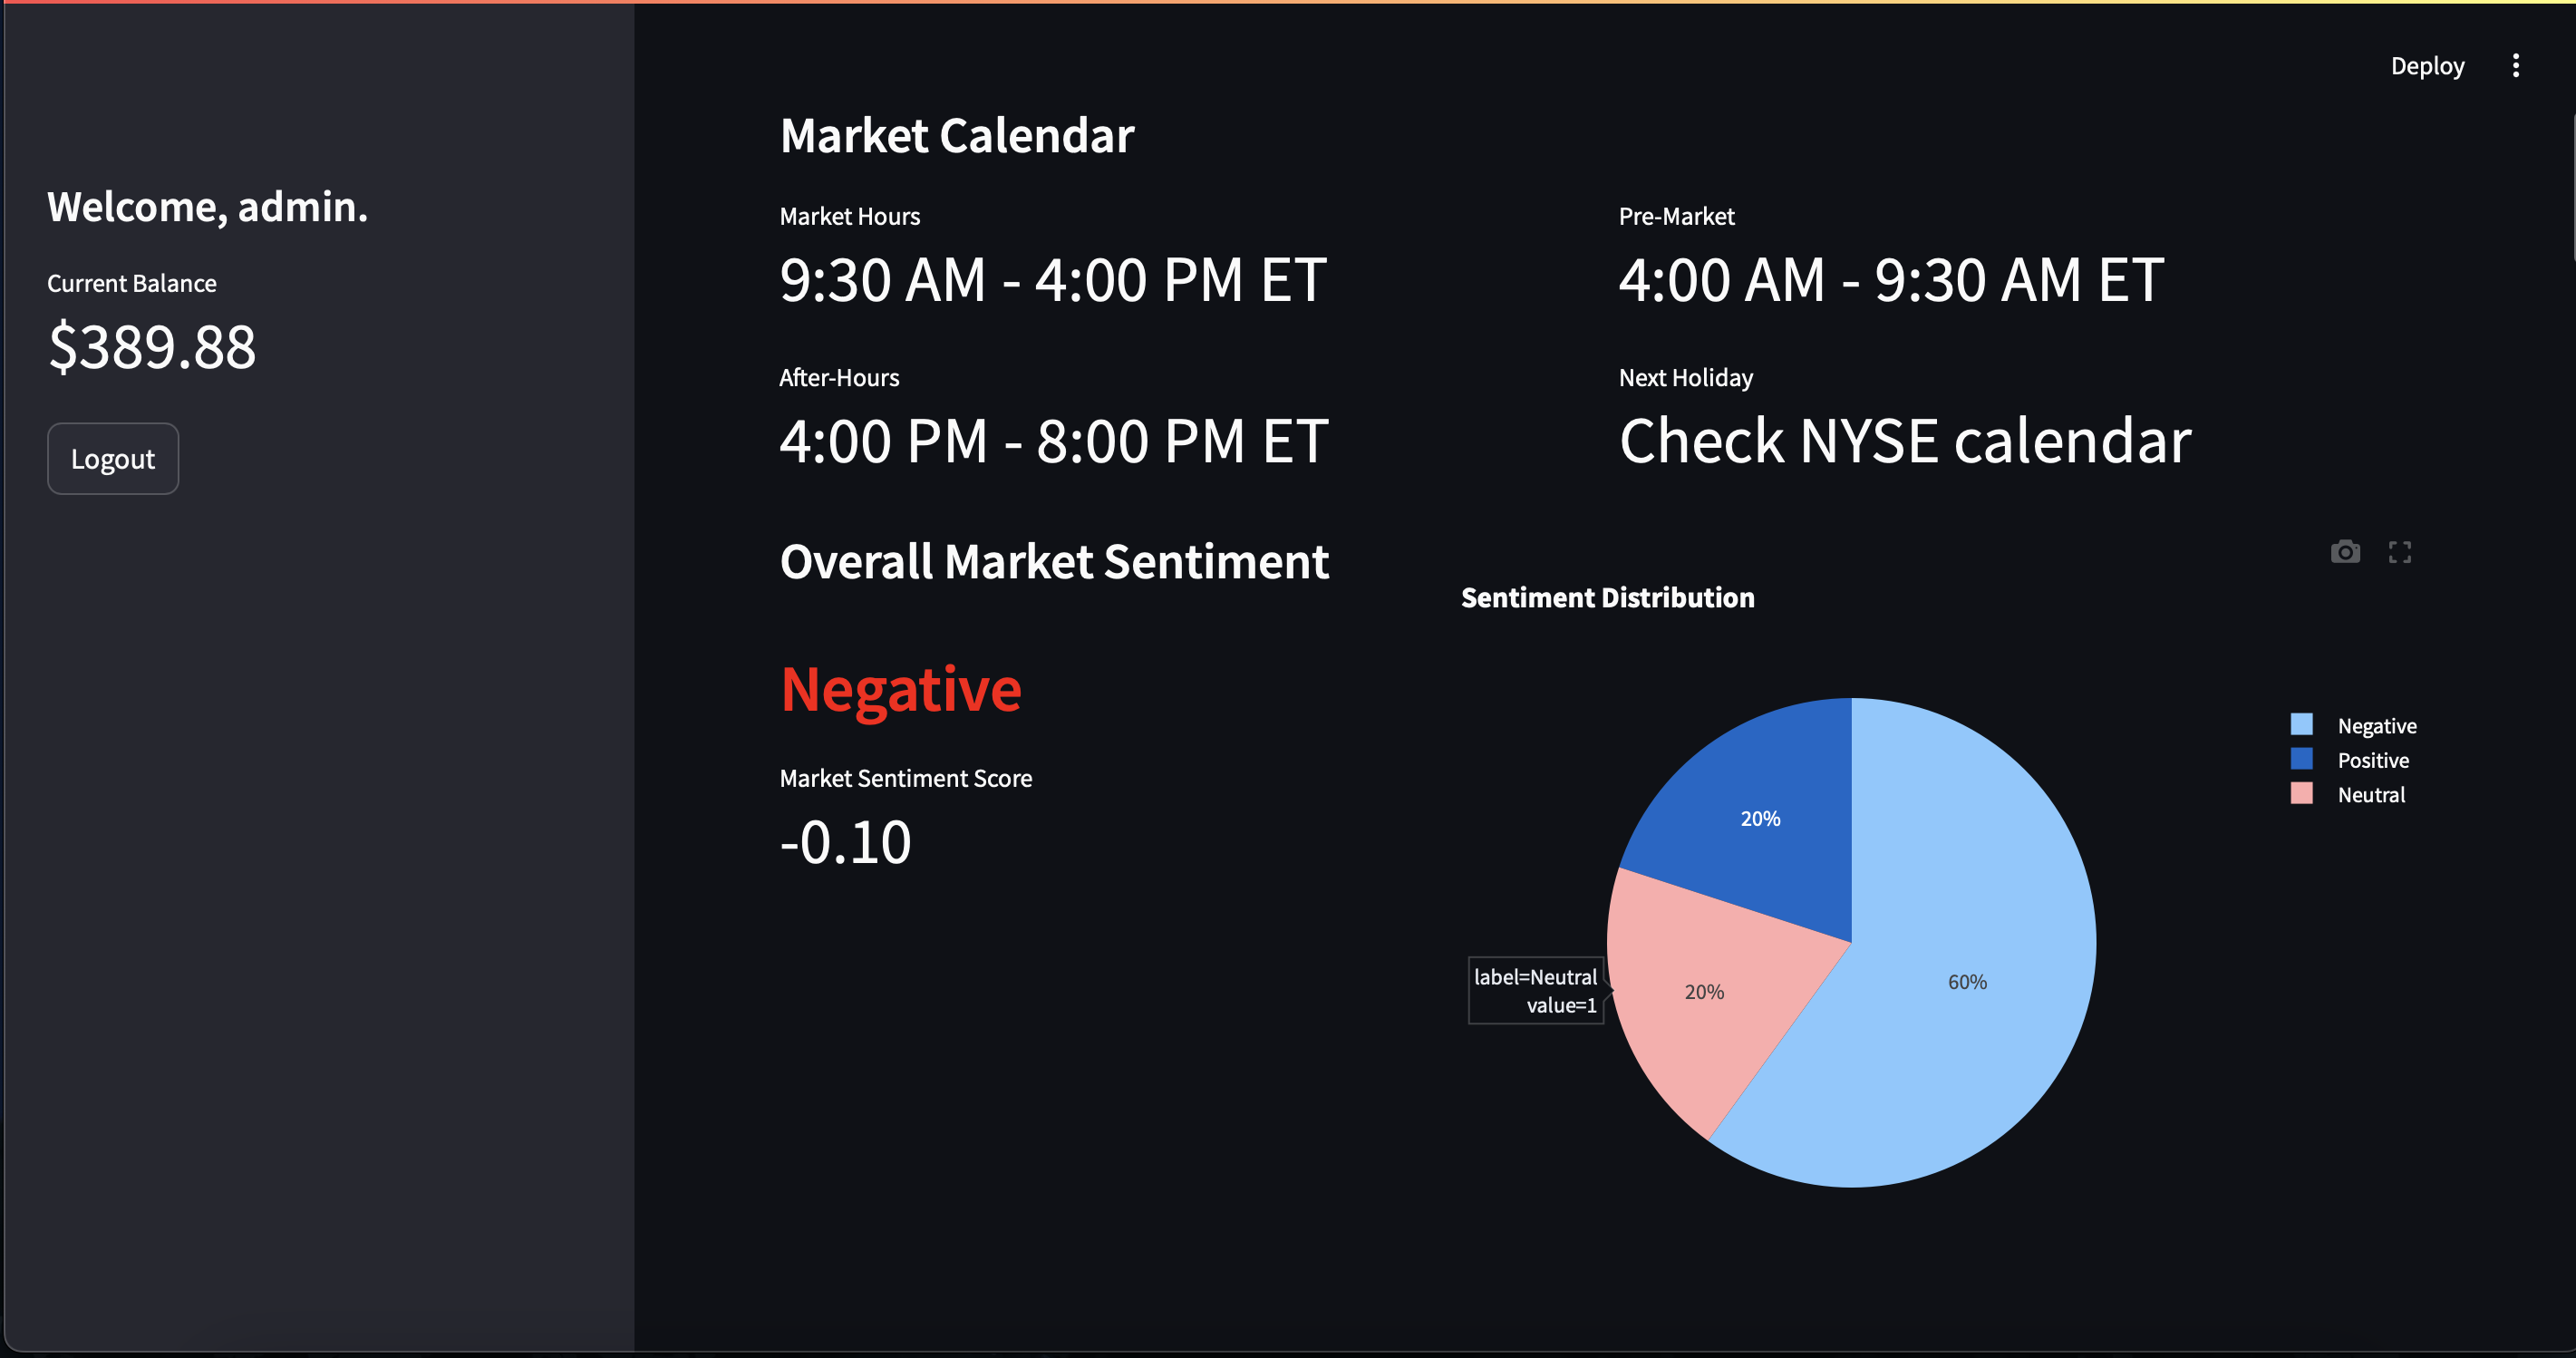 Deploy
Welcome, admin.
Current Balance
$389.88
Logout
Market Calendar
Market Hours
9:30 AM - 4:00 PM ET
Pre-Market
4:00 AM - 9:30 AM ET
After-Hours
4:00 PM - 8:00 PM ET
Next Holiday
Check NYSE calendar
Overall Market Sentiment
Negative
Market Sentiment Score
-0.10
Sentiment Distribution
20%
20%
60%
label=Neutral
value=1
Negative
Positive
Neutral